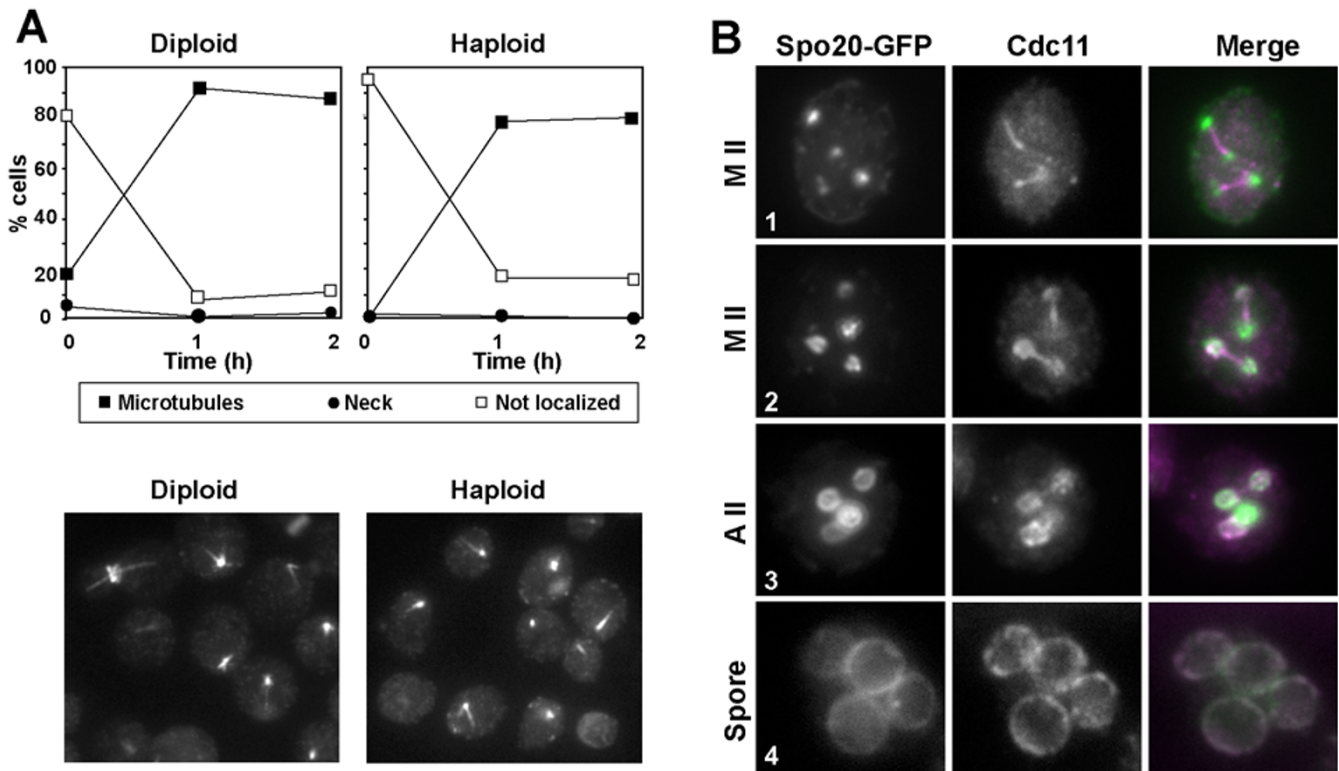 A
Diploid
Haploid
% cells
100
80
60
40
20
0
0 1 2
0 1 2
Time (h)
Time (h)
Microtubules Neck Not localized
Diploid
Haploid
B
Spo20-GFP Cdc11 Merge
M II
1
M II
2
A II
3
Spore
4